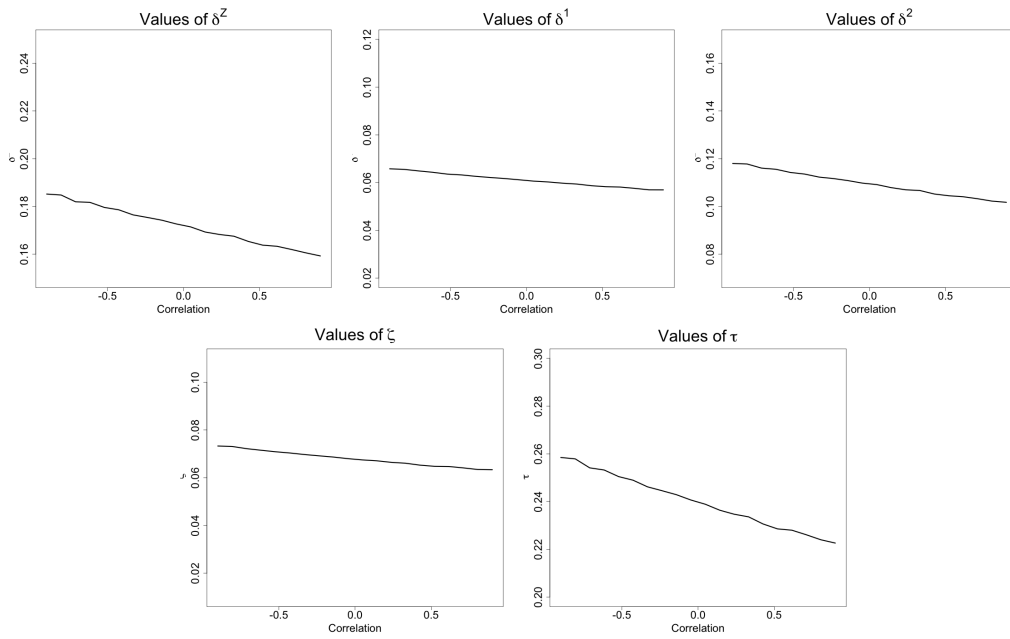 Values of δ^Z
Values of δ^1
Values of δ^2
0.24
0.22
0.20
0.18
0.16
-0.5 0.0 0.5
Correlation
0.12
0.10
0.08
0.06
0.04
0.02
δ
-0.5 0.0 0.5
Correlation
0.16
0.14
0.12
0.10
0.08
-0.5 0.0 0.5
Correlation
Values of ζ
Values of τ
0.10
0.08
0.06
0.04
0.02
ζ
-0.5 0.0 0.5
Correlation
0.30
0.28
0.26
0.24
0.22
0.20
τ
-0.5 0.0 0.5
Correlation